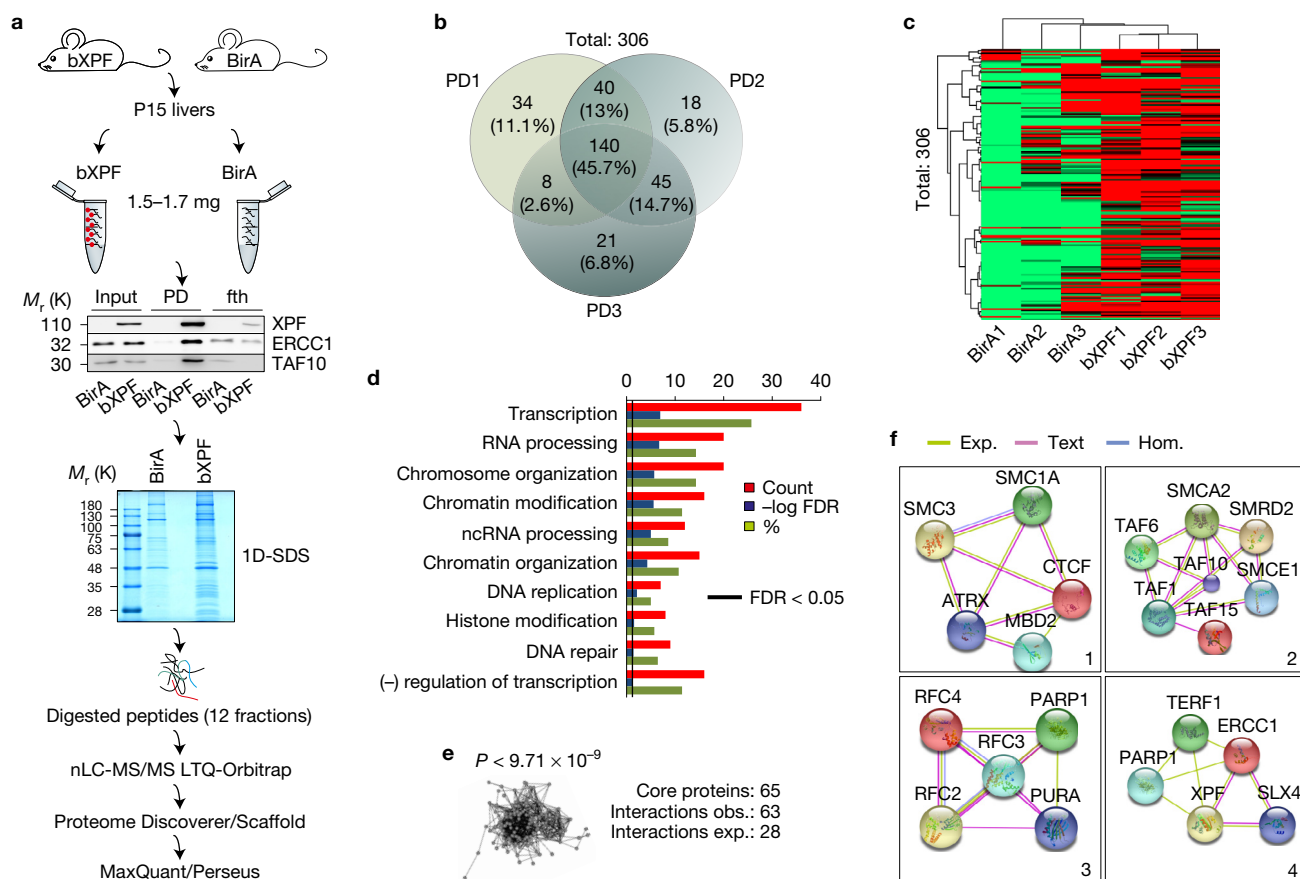 a
bXPF
BirA
P15 livers
bXPF
BirA
1.5–1.7 mg
Input PD fth
Mr (K)
110 XPF
32 ERCC1
30 TAF10
BirA bXPF BirA bXPF BirA bXPF
Mr (K) BirA bXPF
180
130
100
75
63
48
35
28
1D-SDS
Digested peptides (12 fractions)
nLC-MS/MS LTQ-Orbitrap
Proteome Discoverer/Scaffold
MaxQuant/Perseus
b
Total: 306
PD1
PD2
34
(11.1%)
40
(13%)
18
(5.8%)
140
(45.7%)
8
(2.6%)
45
(14.7%)
21
(6.8%)
PD3
c
Total: 306
BirA1 BirA2 BirA3 bXPF1 bXPF2 bXPF3
d
0 10 20 30 40
Transcription
RNA processing
Chromosome organization
Chromatin modification
ncRNA processing
Chromatin organization
DNA replication
Histone modification
DNA repair
(–) regulation of transcription
Count
–log FDR
%
FDR < 0.05
e
P < 9.71 × 10−9
Core proteins: 65
Interactions obs.: 63
Interactions exp.: 28
f
Exp. Text Hom.
SMC1A
SMC3
CTCF
ATRX
MBD2
1
SMCA2
SMRD2
TAF6
TAF10
SMCE1
TAF1
TAF15
2
RFC4
PARP1
RFC3
RFC2
PURA
3
TERF1
ERCC1
PARP1
XPF
SLX4
4